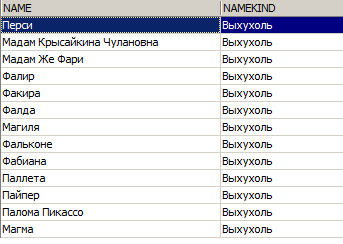 NAME NAMEKIND
Перси Выхухоль
Мадам Крысайкина Чулановна Выхухоль
Мадам Же Фари Выхухоль
Фалир Выхухоль
Факира Выхухоль
Фалда Выхухоль
Магиля Выхухоль
Фальконе Выхухоль
Фабиана Выхухоль
Паллета Выхухоль
Пайпер Выхухоль
Палома Пикассо Выхухоль
Магма Выхухоль